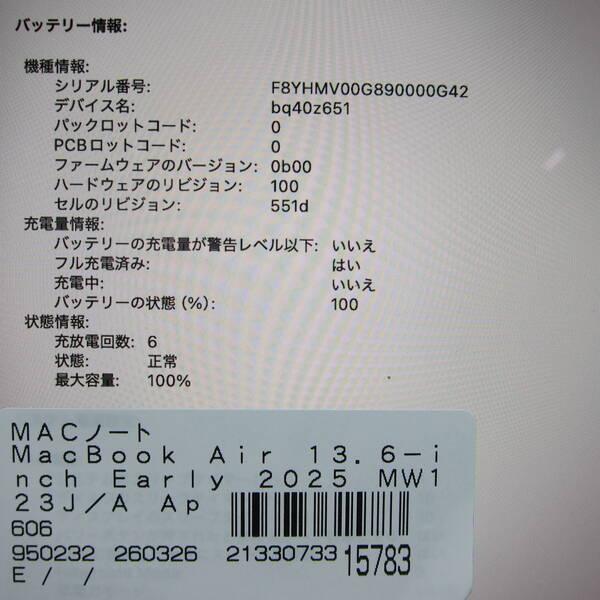 バッテリー情報:
機種情報:
シリアル番号: F8YHMV00G890000G42
デバイス名: bq40z651
パックロットコード: 0
PCBロットコード: 0
ファームウェアのバージョン: 0b00
ハードウェアのリビジョン: 100
セルのリビジョン: 551d
充電量情報:
バッテリーの充電量が警告レベル以下: いいえ
フル充電済み: はい
充電中: いいえ
バッテリーの状態（%）: 100
状態情報:
充放電回数: 6
状態: 正常
最大容量: 100%
MACノート
MacBook Air 13.6-i
nch Early 2025 MW1
23J/A Ap
606
950232 260326 21330733 15783
E / /